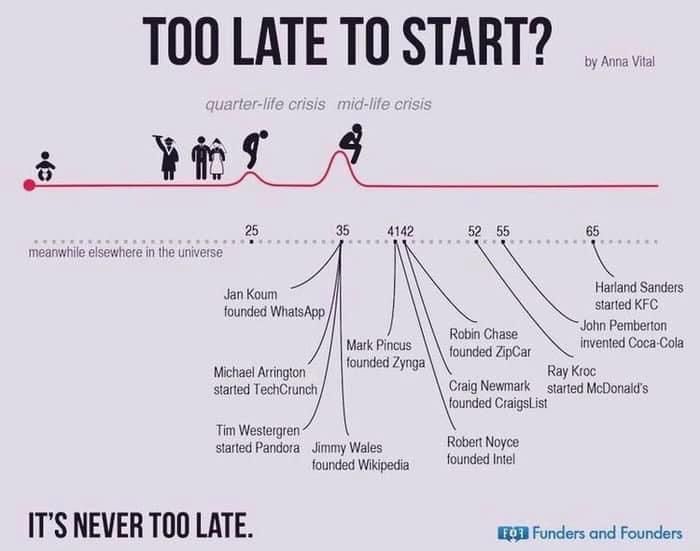 TOO LATE TO START?
by Anna Vital
quarter-life crisis mid-life crisis
25 35 4142 52 55 65
meanwhile elsewhere in the universe
Jan Koum
founded WhatsApp
Michael Arrington
started TechCrunch
Tim Westergren
started Pandora
Jimmy Wales
founded Wikipedia
Mark Pincus
founded Zynga
Robin Chase
founded ZipCar
Craig Newmark
founded CraigsList
Robert Noyce
founded Intel
Ray Kroc
started McDonald's
John Pemberton
invented Coca-Cola
Harland Sanders
started KFC
IT'S NEVER TOO LATE.
Funders and Founders